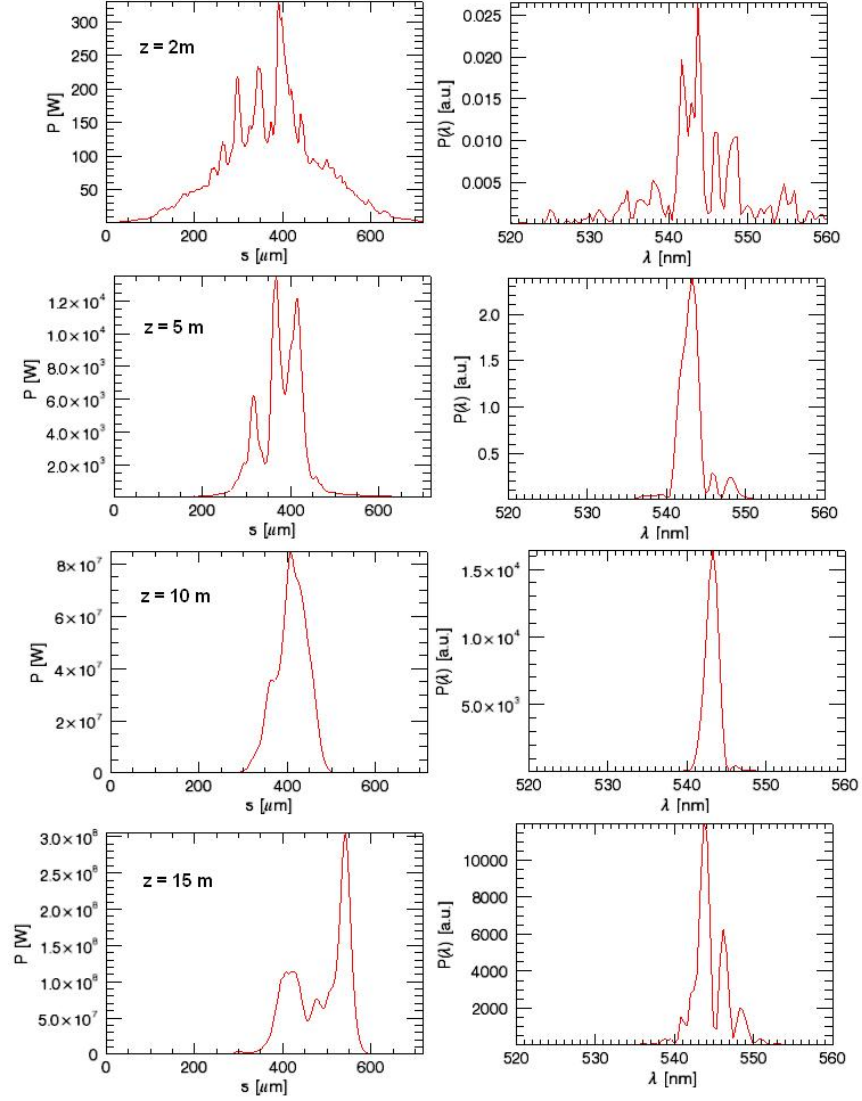 z = 2m
P [W]
300
250
200
150
100
50
0 200 400 600
s [μm]
P(λ) [a.u.]
0.025
0.020
0.015
0.010
0.005
520 530 540 550 560
λ [nm]
z = 5 m
P [W]
1.2×10⁴
1.0×10⁴
8.0×10³
6.0×10³
4.0×10³
2.0×10³
0 200 400 600
s [μm]
P(λ) [a.u.]
2.0
1.5
1.0
0.5
520 530 540 550 560
λ [nm]
z = 10 m
P [W]
8×10⁷
6×10⁷
4×10⁷
2×10⁷
0
0 200 400 600
s [μm]
P(λ) [a.u.]
1.5×10⁴
1.0×10⁴
5.0×10³
520 530 540 550 560
λ [nm]
z = 15 m
P [W]
3.0×10⁸
2.5×10⁸
2.0×10⁸
1.5×10⁸
1.0×10⁸
5.0×10⁷
0
0 200 400 600
s [μm]
P(λ) [a.u.]
10000
8000
6000
4000
2000
520 530 540 550 560
λ [nm]